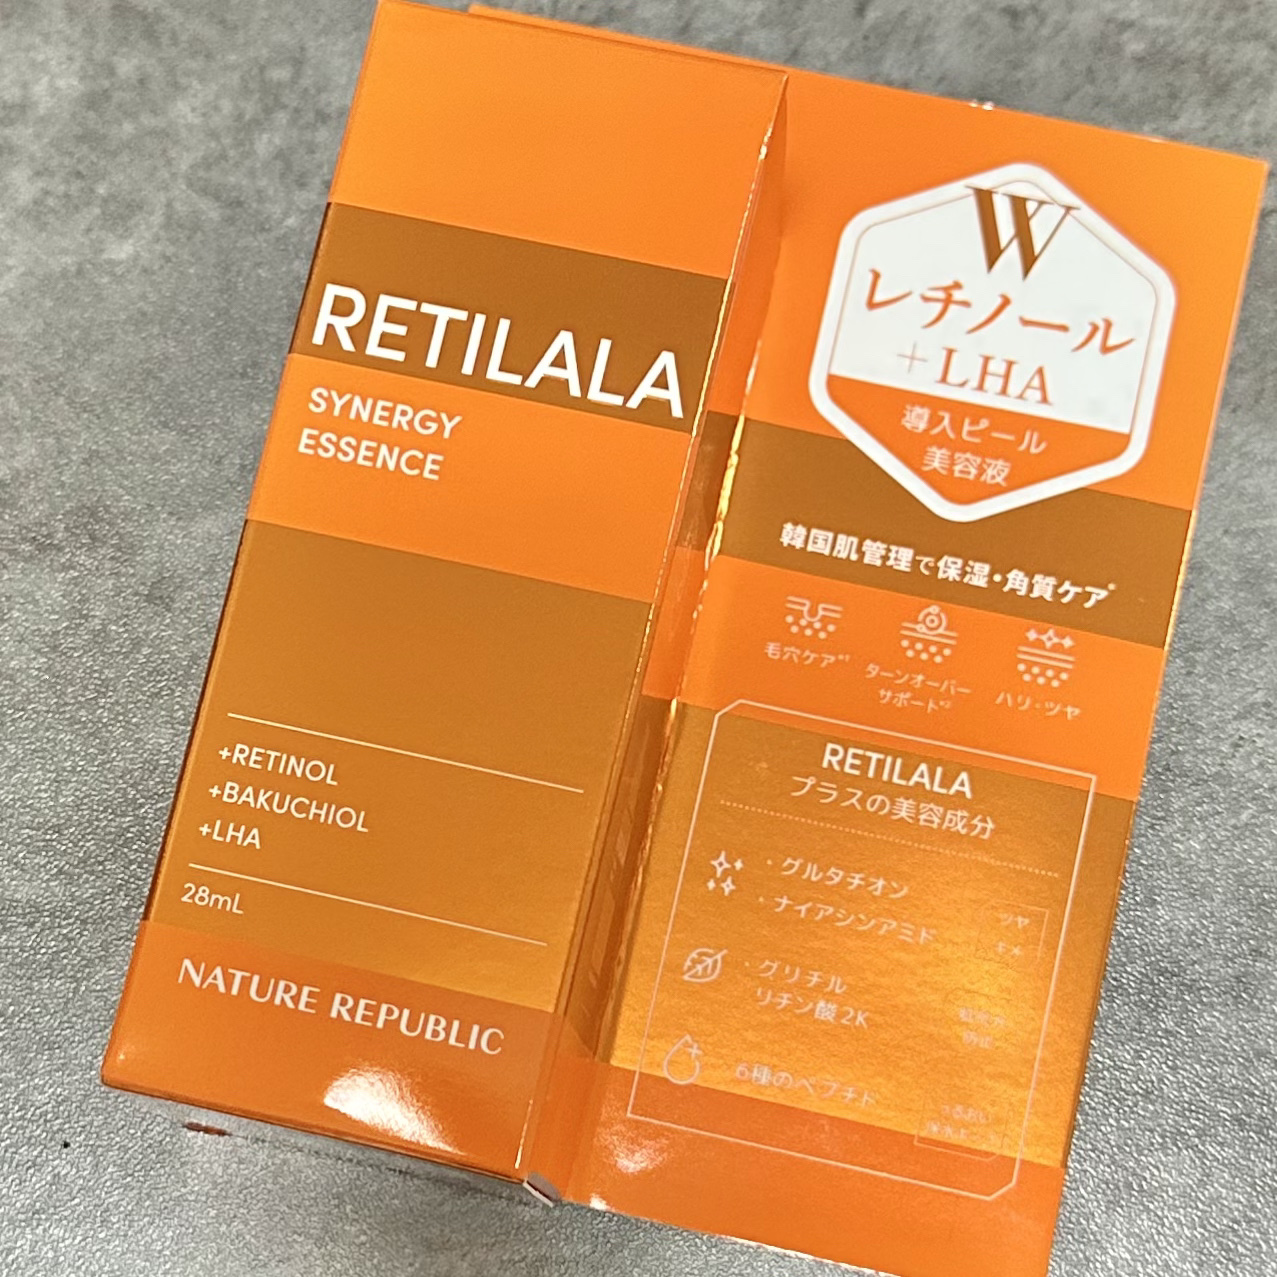 RETILALA
SYNERGY
ESSENCE
+RETINOL
+BAKUCHIOL
+LHA
28mL
NATURE REPUBLIC
W
レチノール
+LHA
導入ピール
美容液
韓国肌管理で保湿・角質ケア*
毛穴ケア*1
ターンオーバー
サポート*2
ハリ・ツヤ
RETILALA
プラスの美容成分
・グルタチオン
・ナイアシンアミド
ツヤ
キメ
・グリチル
リチン酸2K
6種のペプチド